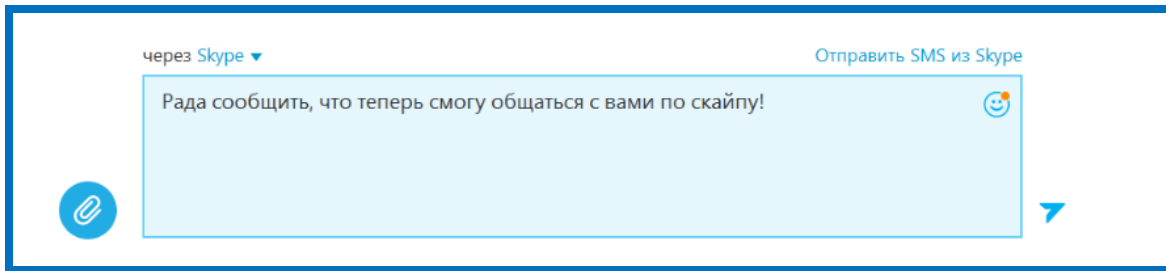 через Skype
Отправить SMS из Skype
Рада сообщить, что теперь смогу общаться с вами по скайпу!